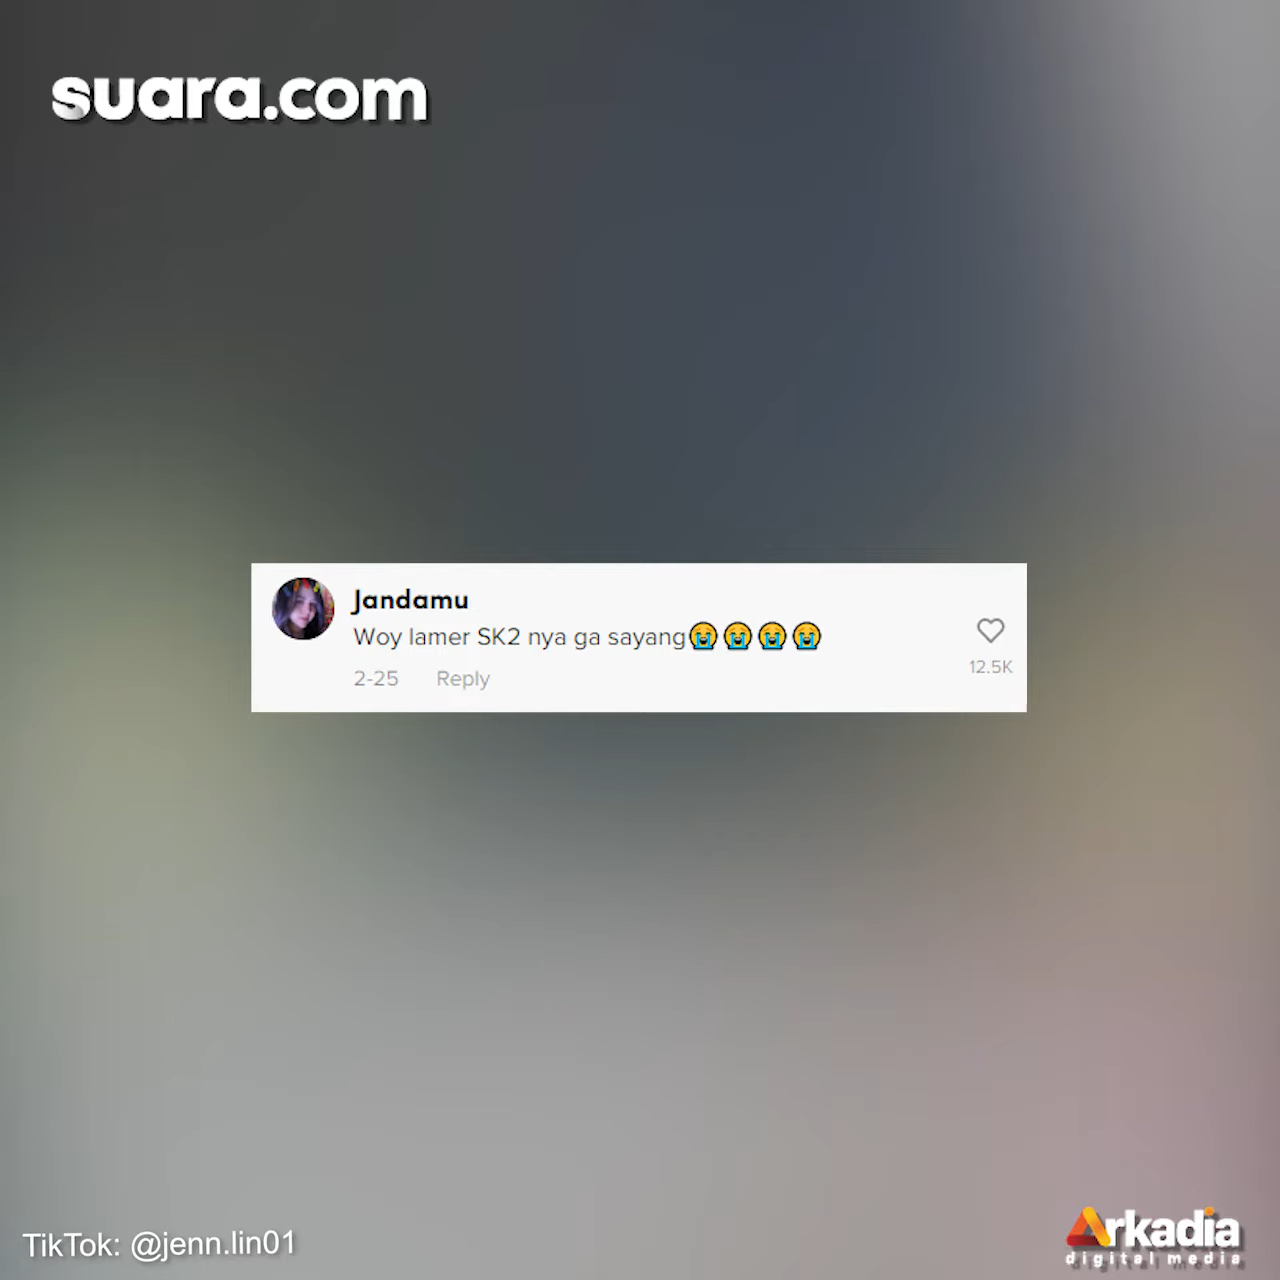 suara.com
Jandamu
Woy lamer SK2 nya ga sayang😭😭😭😭
2-25 Reply
12.5K
TikTok: @jenn.lin01
Arkadia
digital media